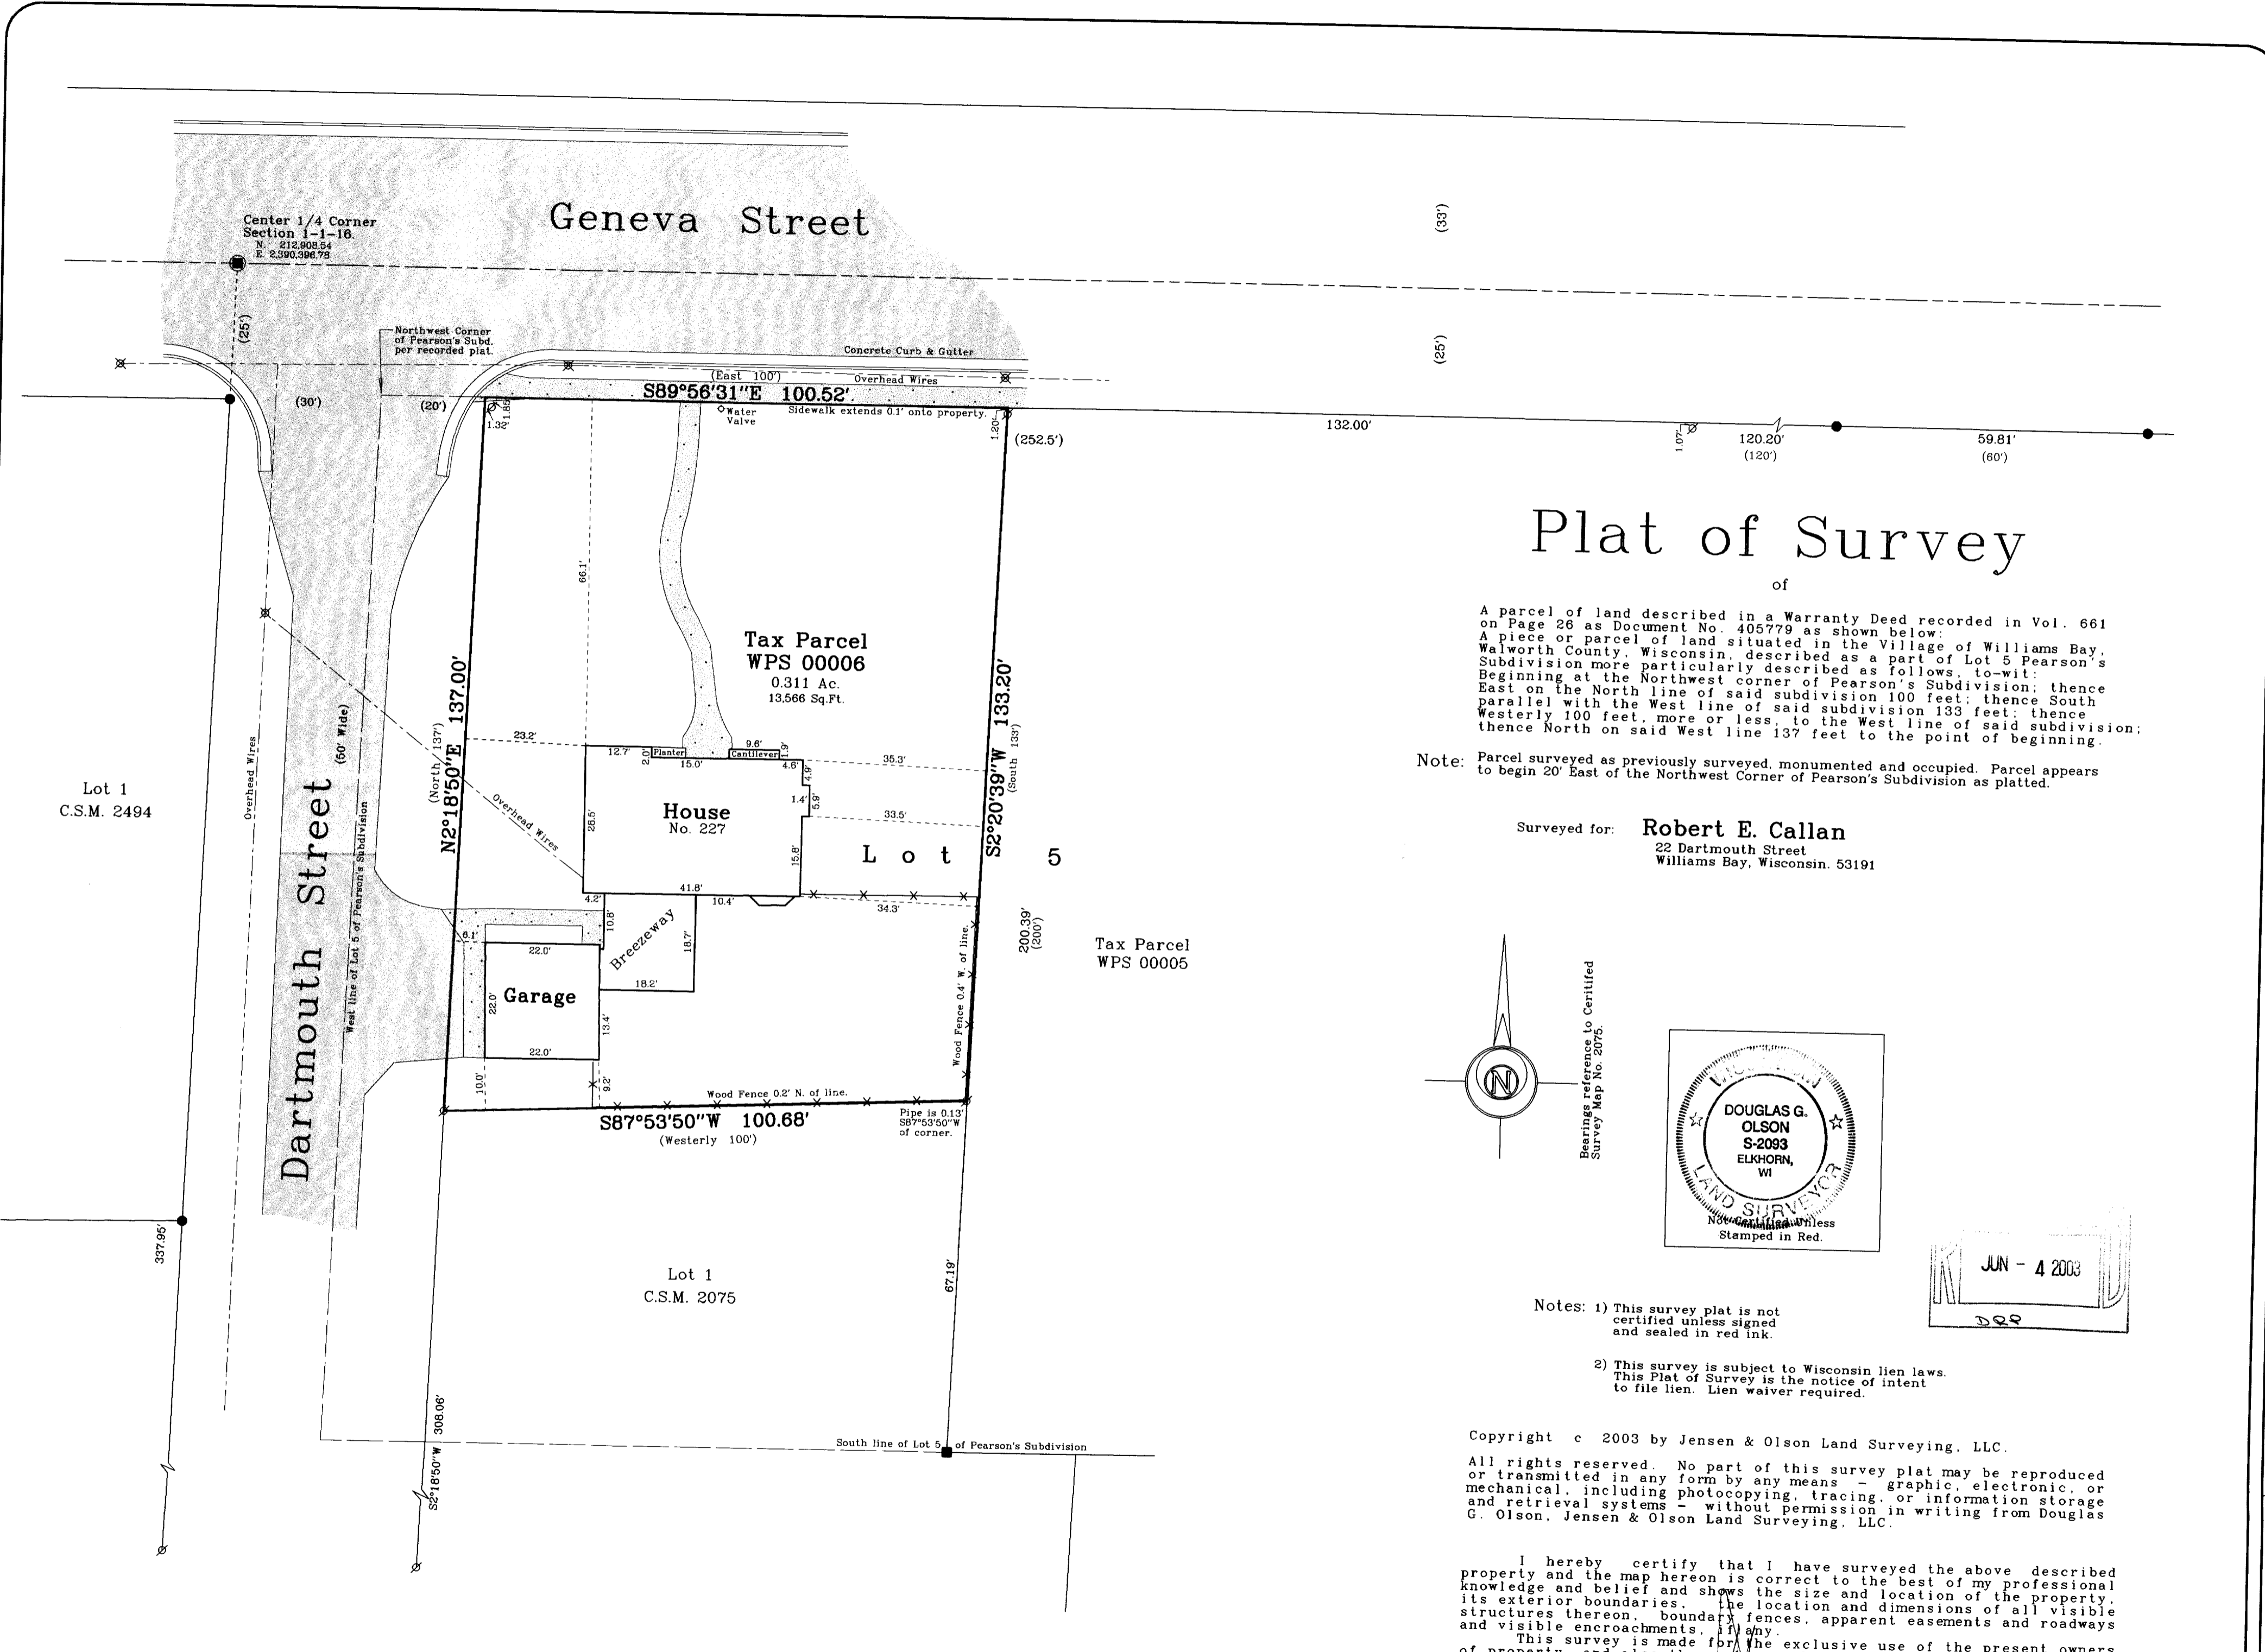 Geneva Street
Center 1/4 Corner
Section 1-1-16.
N. 212,908.54
E. 2,390,396.78
(33')
(25')
(25')
Northwest Corner
of Pearson's Subd.
per recorded plat.
Concrete Curb & Gutter
(East 100')
Overhead Wires
S89°56'31"E 100.52'
(30')
(20')
1.32'
1.85'
Water
Valve
Sidewalk extends 0.1' onto property.
1.20'
(252.5')
132.00'
1.07'
120.20'
(120')
59.81'
(60')
Plat of Survey
of
A parcel of land described in a Warranty Deed recorded in Vol. 661
on Page 26 as Document No. 405779 as shown below:
A piece or parcel of land situated in the Village of Williams Bay,
Walworth County, Wisconsin, described as a part of Lot 5 Pearson's
Subdivision more particularly described as follows, to-wit:
Beginning at the Northwest corner of Pearson's Subdivision; thence
East on the North line of said subdivision 100 feet; thence South
parallel with the West line of said subdivision 133 feet; thence
Westerly 100 feet, more or less, to the West line of said subdivision;
thence North on said West line 137 feet to the point of beginning.
Note: Parcel surveyed as previously surveyed, monumented and occupied. Parcel appears
to begin 20' East of the Northwest Corner of Pearson's Subdivision as platted.
Surveyed for: Robert E. Callan
22 Dartmouth Street
Williams Bay, Wisconsin. 53191
66.1'
Tax Parcel
WPS 00006
0.311 Ac.
13,566 Sq.Ft.
N2°18'50"E 137.00'
(North 137')
S2°20'39"W 133.20'
(South 133')
23.2'
12.7'
2.0'
Planter
15.0'
9.6'
Cantilever
1.9'
4.6'
4.9'
35.3'
1.4'
5.9'
33.5'
House
No. 227
28.5'
15.8'
41.8'
Lot 5
Overhead Wires
Overhead Wires
(50' Wide)
Dartmouth Street
West line of Lot 5 of Pearson's Subdivision
Lot 1
C.S.M. 2494
4.2'
10.8'
10.4'
34.3'
Breezeway
18.7'
18.2'
6.1'
22.0'
Garage
22.0'
13.4'
22.0'
10.0'
9.2'
Wood Fence 0.4' W. of line.
200.39'
(200')
Tax Parcel
WPS 00005
Wood Fence 0.2' N. of line.
S87°53'50"W 100.68'
(Westerly 100')
Pipe is 0.13'
S87°53'50"W
of corner.
N
Bearings reference to Ceritifed
Survey Map No. 2075.
WISCONSIN
DOUGLAS G.
OLSON
S-2093
ELKHORN,
WI
LAND SURVEYOR
Not Certified Unless
Stamped in Red.
JUN - 4 2003
337.95'
Lot 1
C.S.M. 2075
67.19'
S2°18'50"W 308.06'
South line of Lot 5 of Pearson's Subdivision
Notes: 1) This survey plat is not
certified unless signed
and sealed in red ink.
2) This survey is subject to Wisconsin lien laws.
This Plat of Survey is the notice of intent
to file lien. Lien waiver required.
Copyright c 2003 by Jensen & Olson Land Surveying, LLC.
All rights reserved. No part of this survey plat may be reproduced
or transmitted in any form by any means - graphic, electronic, or
mechanical, including photocopying, tracing, or information storage
and retrieval systems - without permission in writing from Douglas
G. Olson, Jensen & Olson Land Surveying, LLC.
I hereby certify that I have surveyed the above described
property and the map hereon is correct to the best of my professional
knowledge and belief and shows the size and location of the property,
its exterior boundaries, the location and dimensions of all visible
structures thereon, boundary fences, apparent easements and roadways
and visible encroachments, if any.
This survey is made for the exclusive use of the present owners